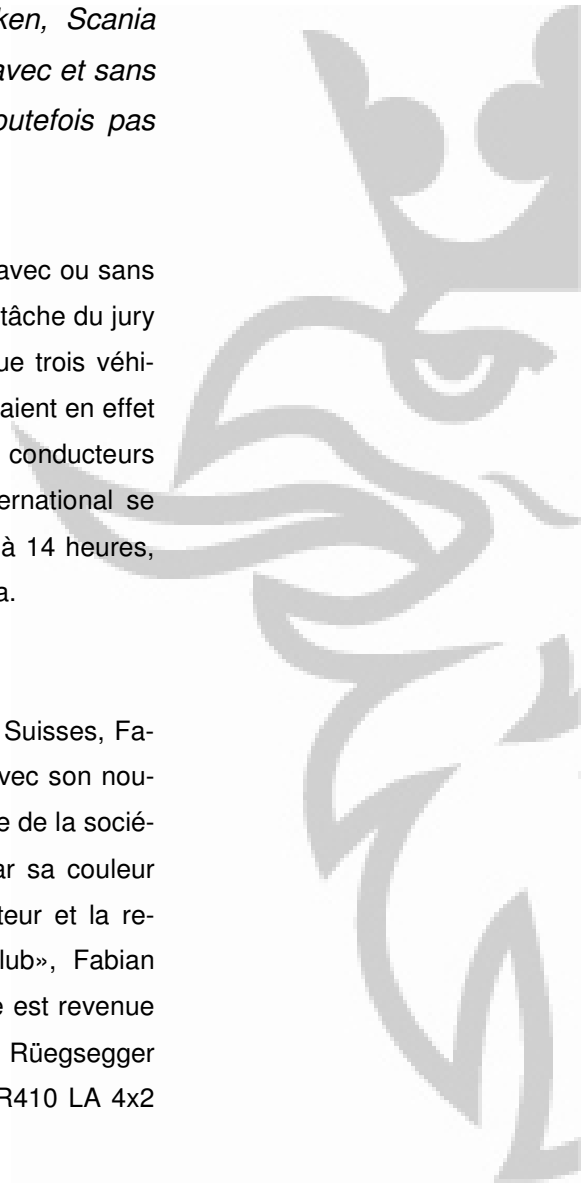 ken, Scania
avec et sans
outefois pas
avec ou sans
tâche du jury
ue trois véhi-
aient en effet
conducteurs
ernational se
à 14 heures,
a.
Suisses, Fa-
vec son nou-
e de la socié-
ar sa couleur
teur et la re-
lub», Fabian
e est revenue
Rüegsegger
R410 LA 4x2